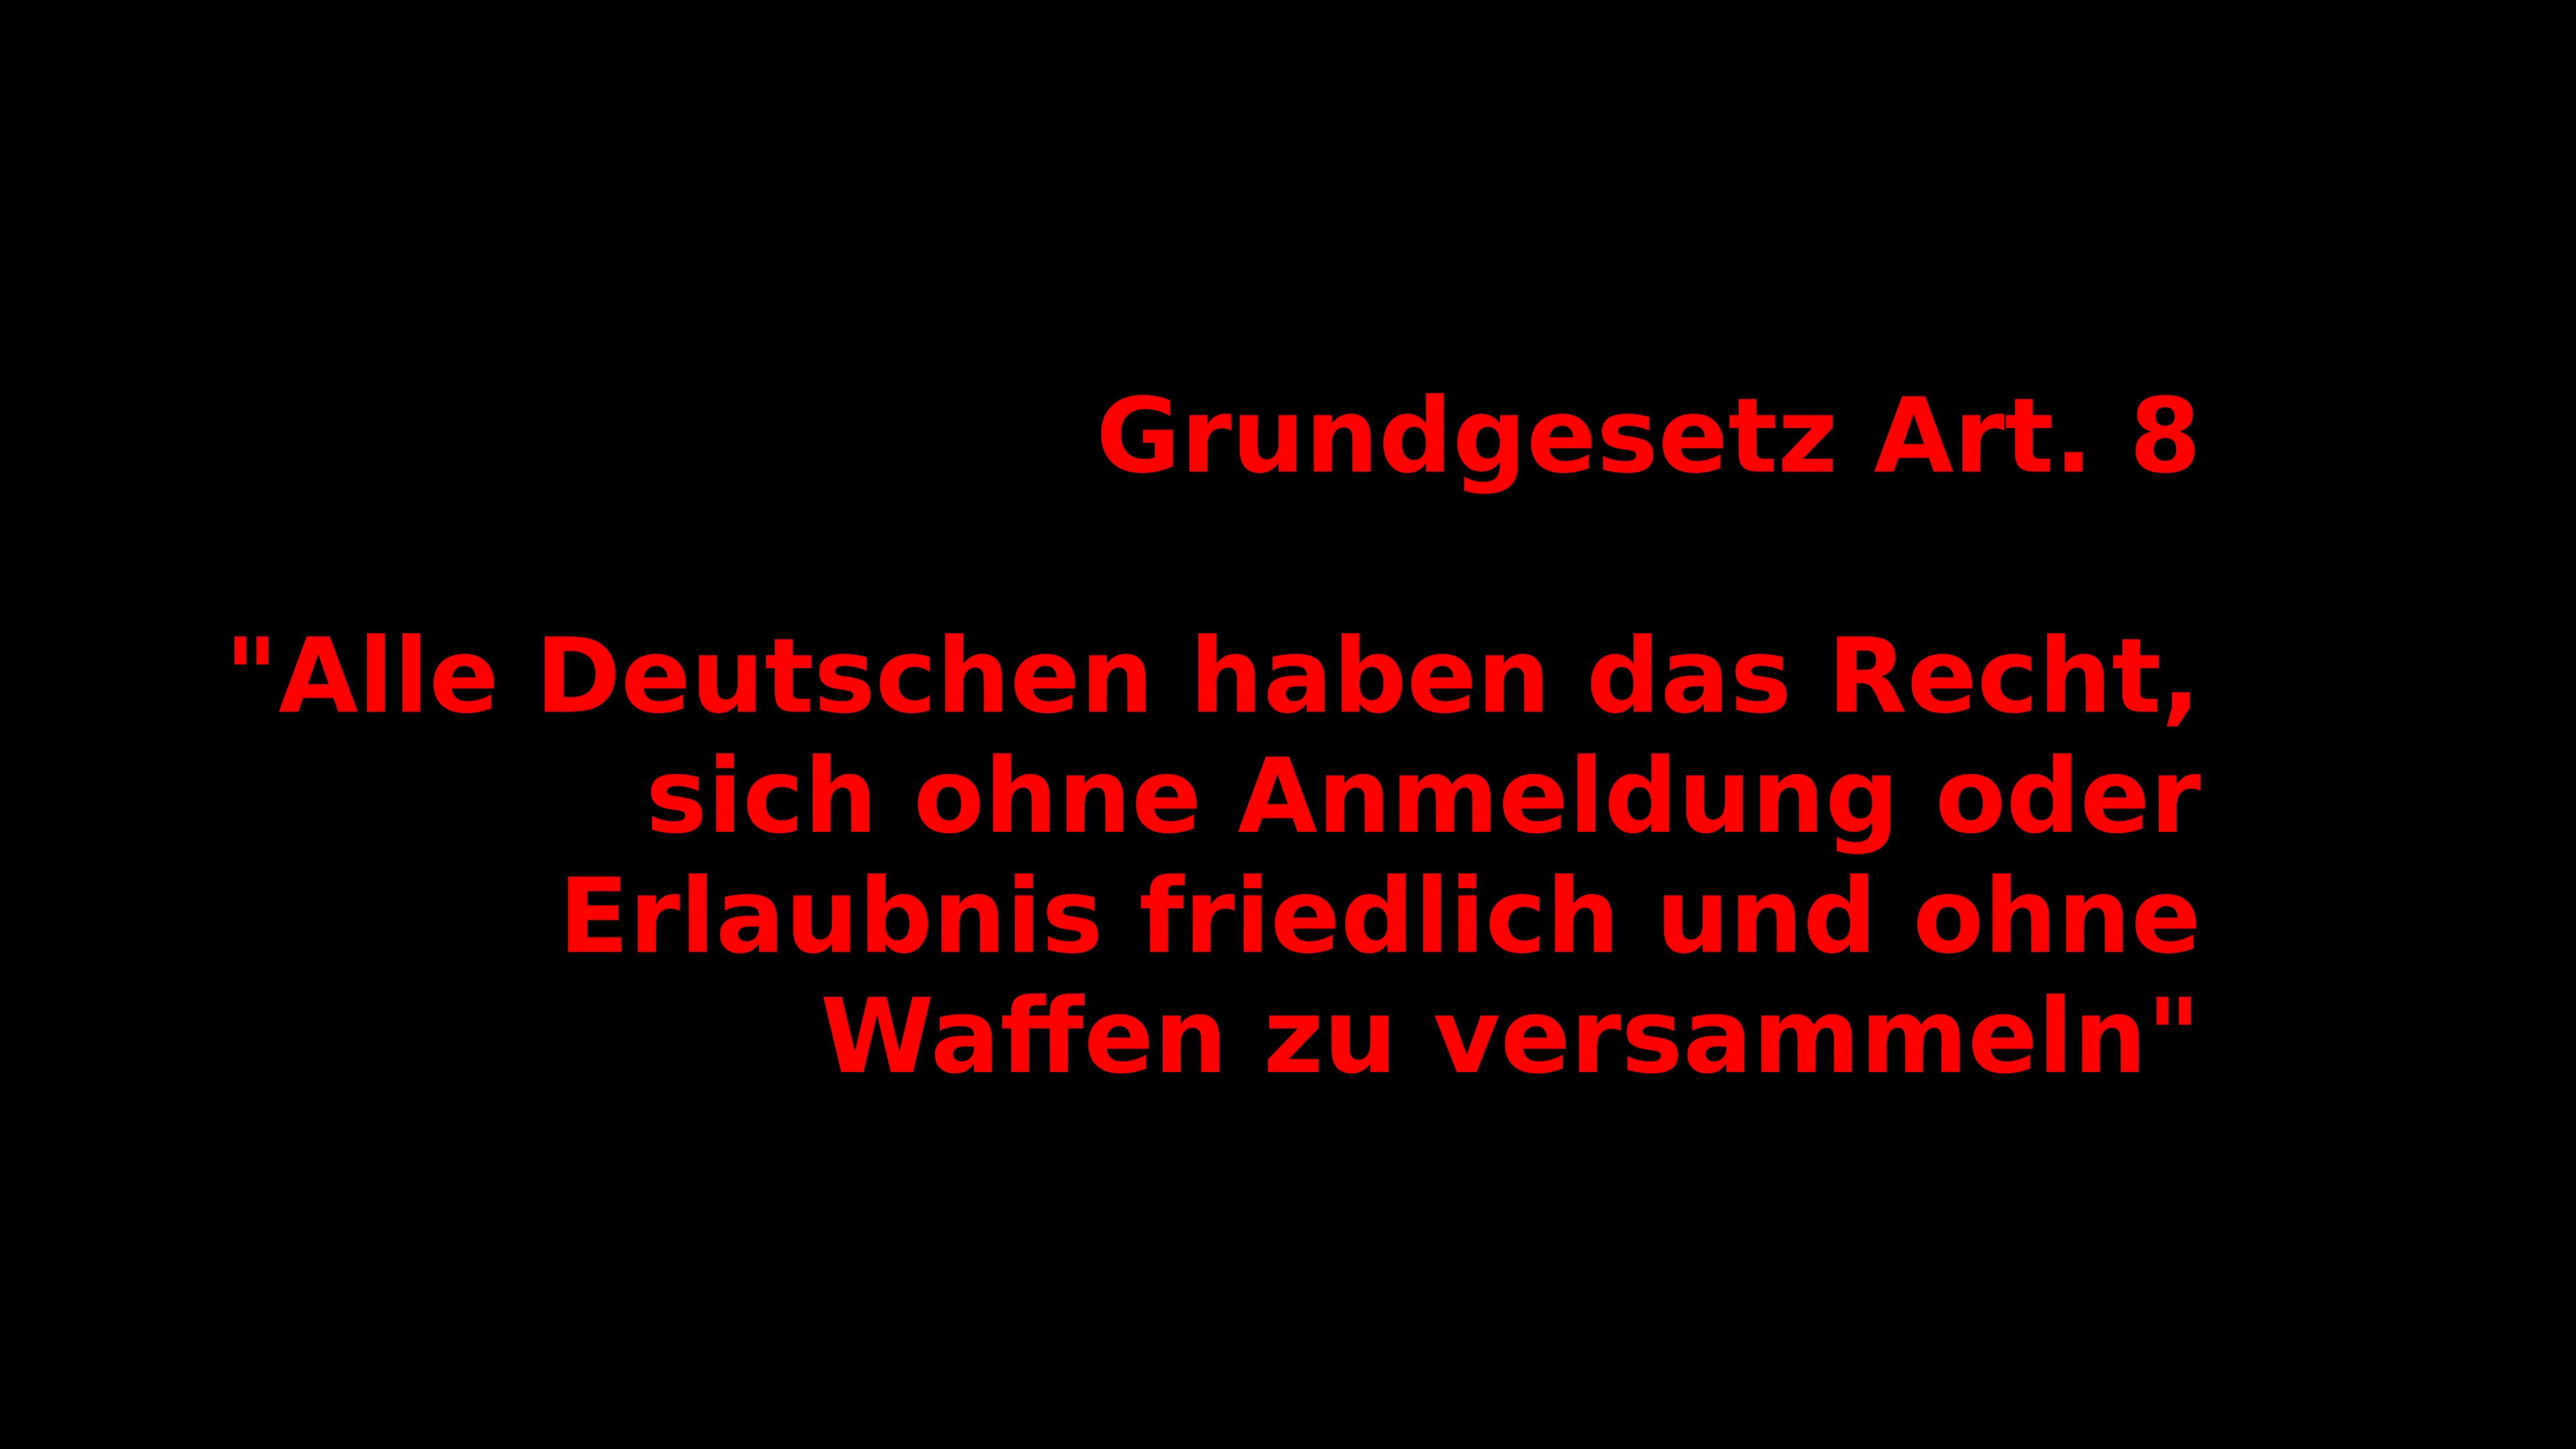 Grundgesetz Art. 8
"Alle Deutschen haben das Recht,
sich ohne Anmeldung oder
Erlaubnis friedlich und ohne
Waffen zu versammeln"